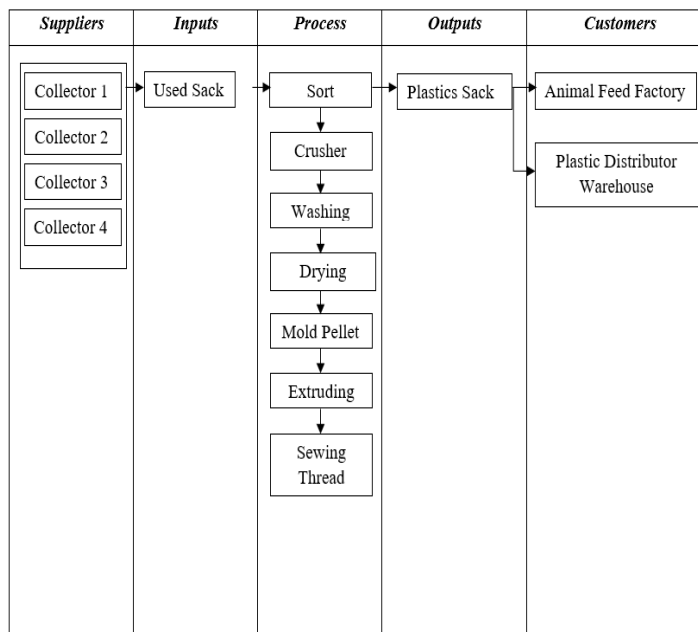 Suppliers Inputs Process Outputs Customers
Collector 1 Used Sack Sort Plastics Sack Animal Feed Factory
Collector 2
Crusher
Plastic Distributor
Warehouse
Collector 3
Washing
Collector 4
Drying
Mold Pellet
Extruding
Sewing
Thread